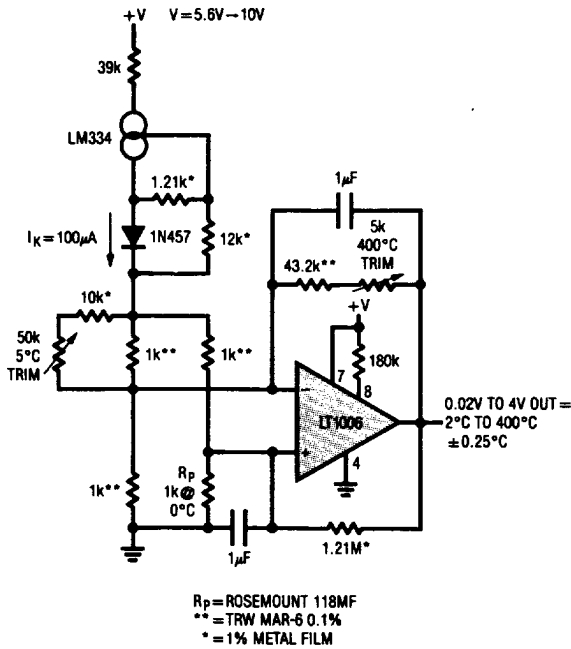 +V V=5.6V→10V
39k
LM334
1.21k*
1μF
I_K=100μA
1N457
12k*
5k
400°C
TRIM
43.2k**
10k*
+V
50k
5°C
TRIM
1k**
1k**
180k
7
8
−
LT1006
+
4
0.02V TO 4V OUT=
2°C TO 400°C
±0.25°C
1k**
Rp
1k@
0°C
1μF
1.21M*
Rp=ROSEMOUNT 118MF
**=TRW MAR-6 0.1%
*=1% METAL FILM